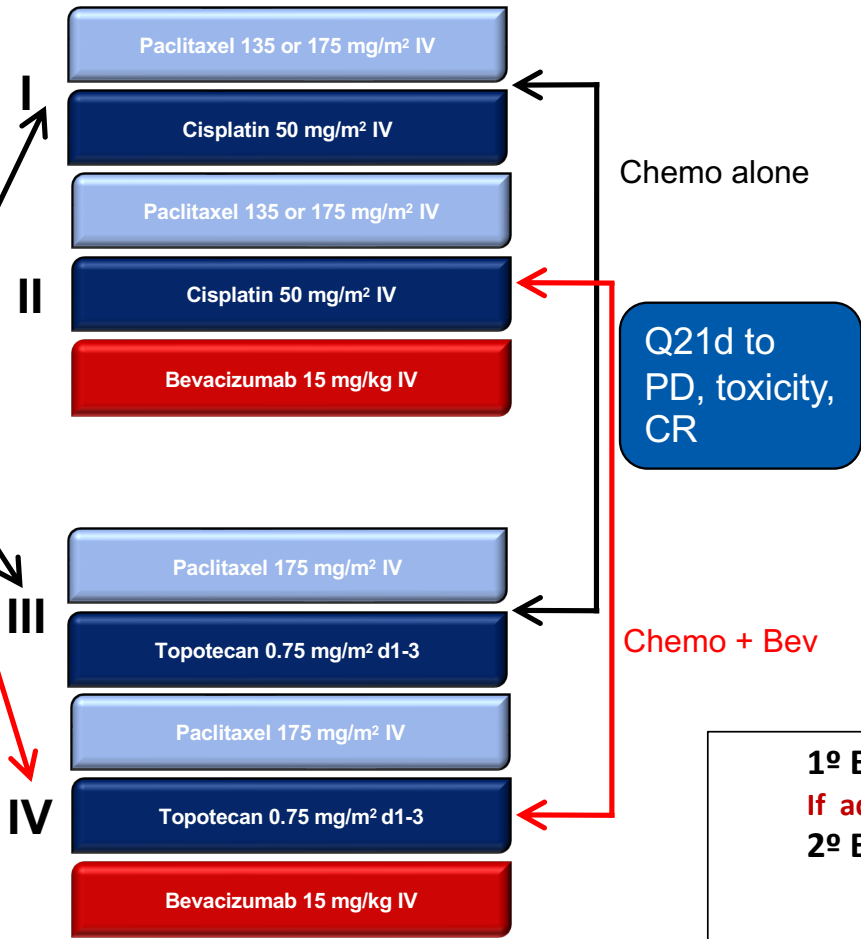 I
Paclitaxel 135 or 175 mg/m² IV
Cisplatin 50 mg/m² IV
II
Paclitaxel 135 or 175 mg/m² IV
Cisplatin 50 mg/m² IV
Bevacizumab 15 mg/kg IV
III
Paclitaxel 175 mg/m² IV
Topotecan 0.75 mg/m² d1-3
IV
Paclitaxel 175 mg/m² IV
Topotecan 0.75 mg/m² d1-3
Bevacizumab 15 mg/kg IV
Chemo alone
Q21d to
PD, toxicity,
CR
Chemo + Bev
1º
If
2º